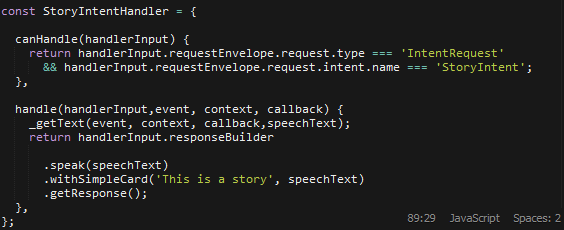 const StoryIntentHandler = {
canHandle(handlerInput) {
return handlerInput.requestEnvelope.request.type === 'IntentRequest'
&& handlerInput.requestEnvelope.request.intent.name === 'StoryIntent';
},
handle(handlerInput,event, context, callback) {
_getText(event, context, callback,speechText);
return handlerInput.responseBuilder
.speak(speechText)
.withSimpleCard('This is a story', speechText)
.getResponse();
},
};
89:29 JavaScript Spaces: 2